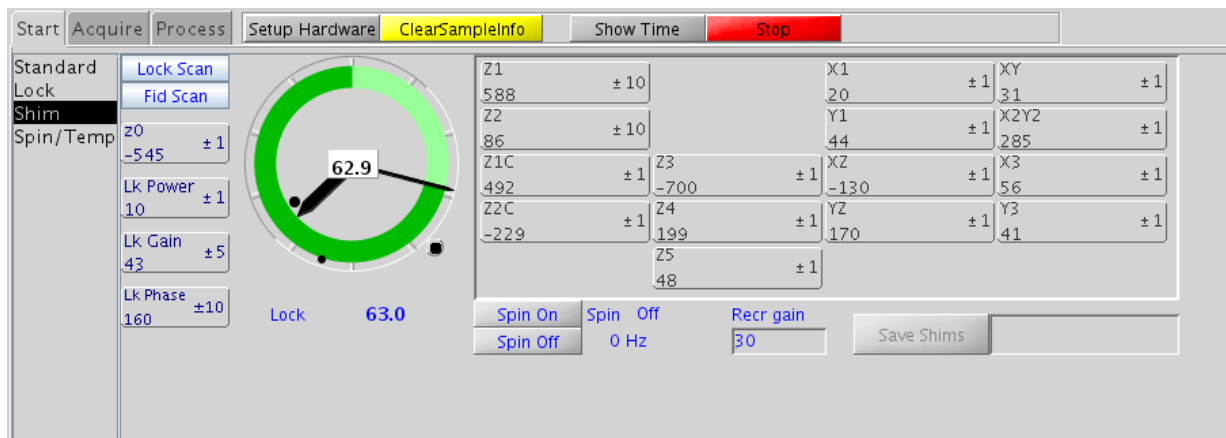 Start Acquire Process Setup Hardware ClearSampleInfo Show Time Stop
Standard
Lock
Shim
Spin/Temp
Lock Scan
Fid Scan
z0 ±1
-545
Lk Power ±1
10
Lk Gain ±5
43
Lk Phase ±10
160
62.9
Lock 63.0
Z1 ±10
588
X1 ±1
20
XY ±1
31
Z2 ±10
86
Y1 ±1
44
X2Y2 ±1
285
Z1C ±1
492
Z3 ±1
-700
XZ ±1
-130
X3 ±1
56
Z2C ±1
-229
Z4 ±1
199
YZ ±1
170
Y3 ±1
41
Z5 ±1
48
Spin On Spin Off
Spin Off 0 Hz
Recr gain
30
Save Shims